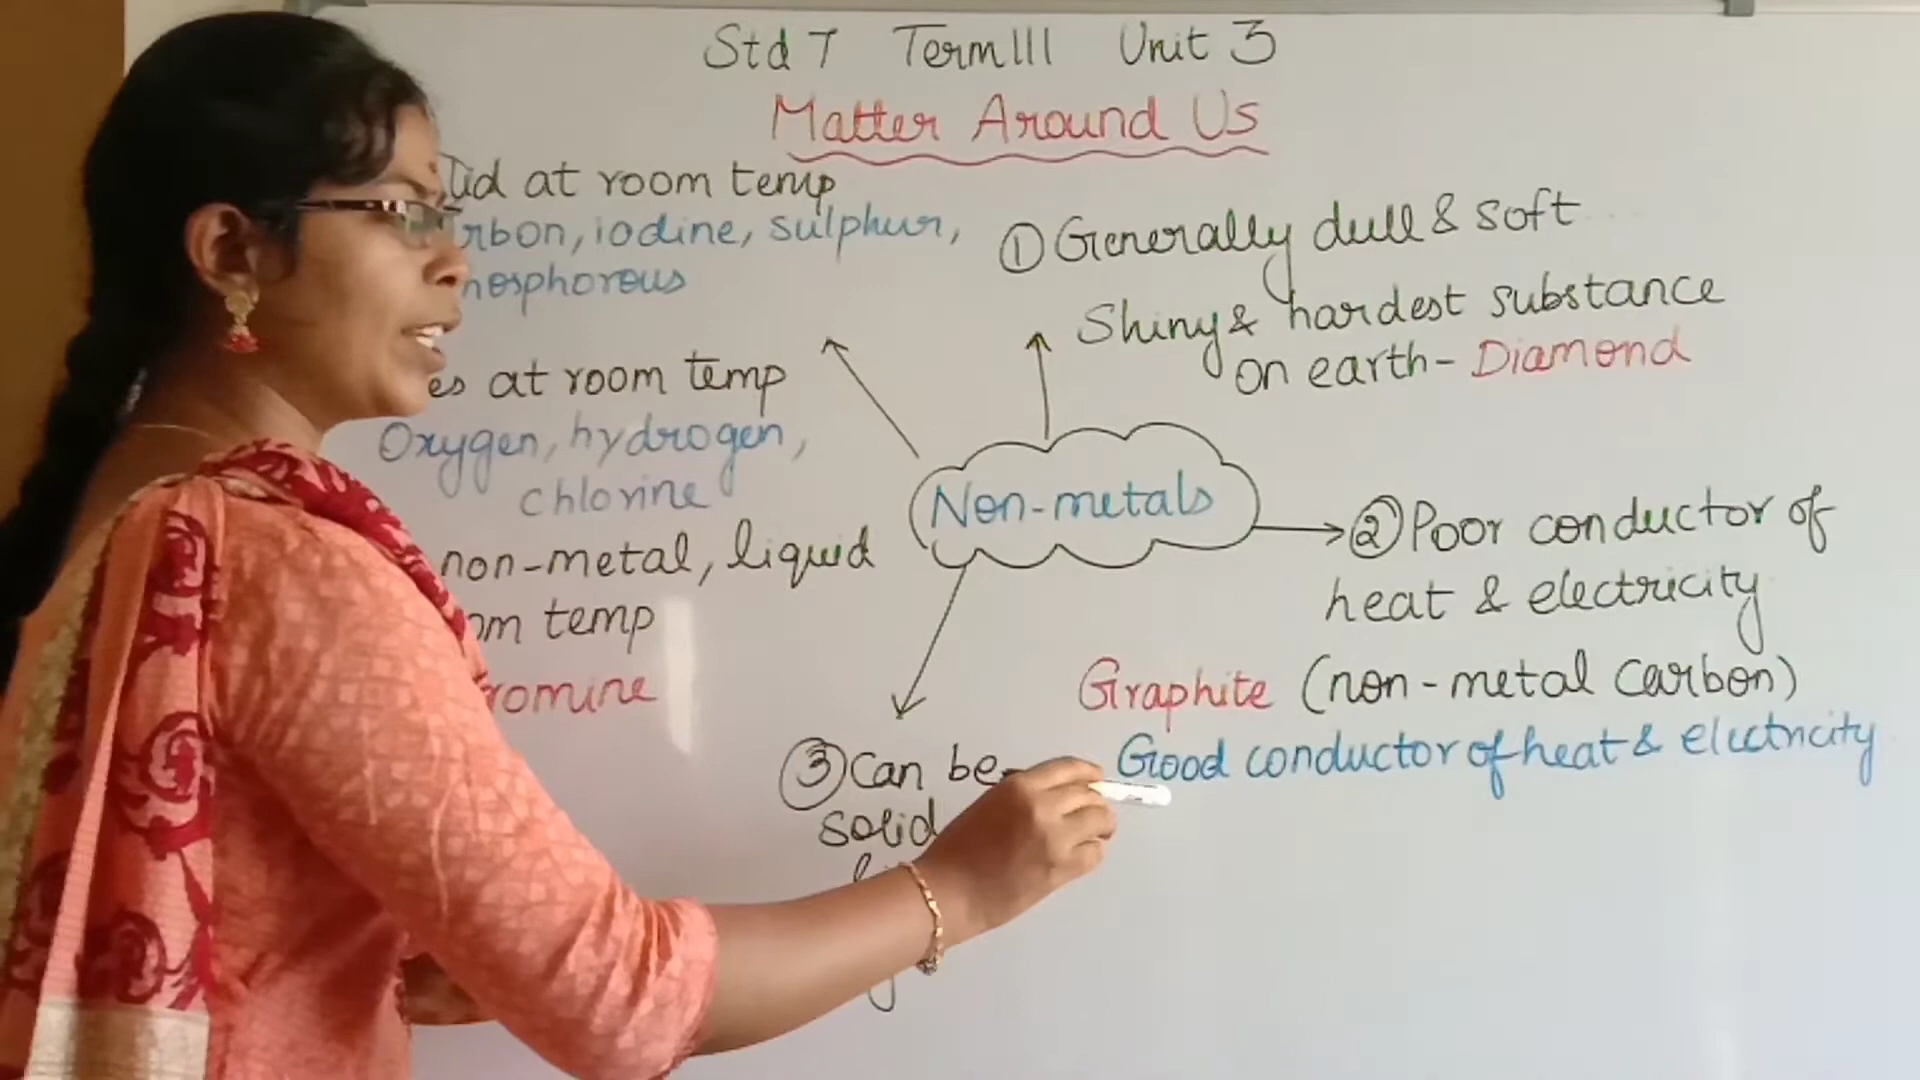 Std 7 Term III Unit 3
Matter Around Us
at room temp
iodine, sulphur,
at room temp
Oxygen, hydrogen,
chlorine
non-metal, liquid
temp
① Generally dull & soft
Shiny & hardest substance
on earth - Diamond
Non-metals
② Poor conductor of
heat & electricity
Graphite (non-metal carbon)
Good conductor of heat & electricity
③ Can be
solid